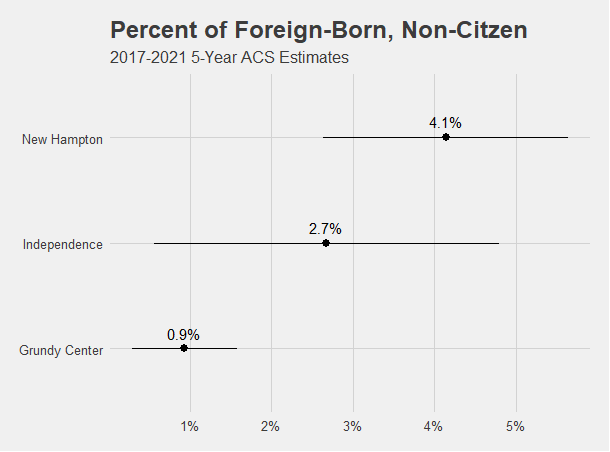 Percent of Foreign-Born, Non-Citzen
2017-2021 5-Year ACS Estimates
New Hampton
4.1%
Independence
2.7%
Grundy Center
0.9%
1% 2% 3% 4% 5%